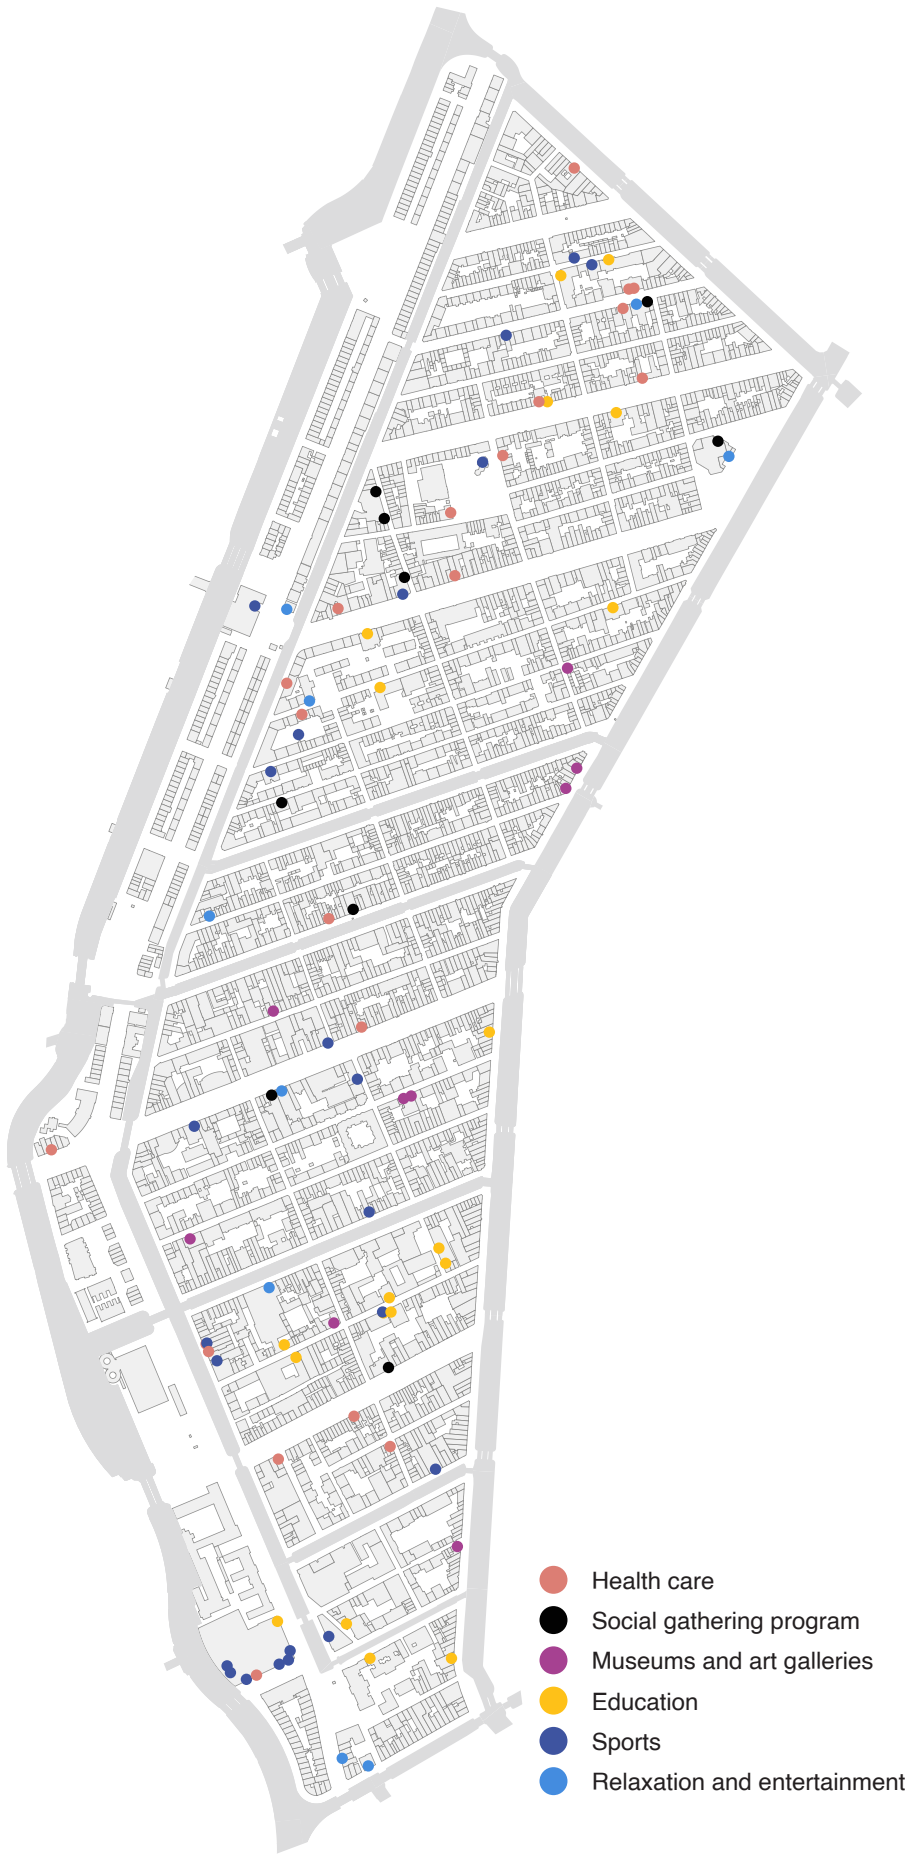 Health care
Social gathering program
Museums and art galleries
Education
Sports
Relaxation and entertainment